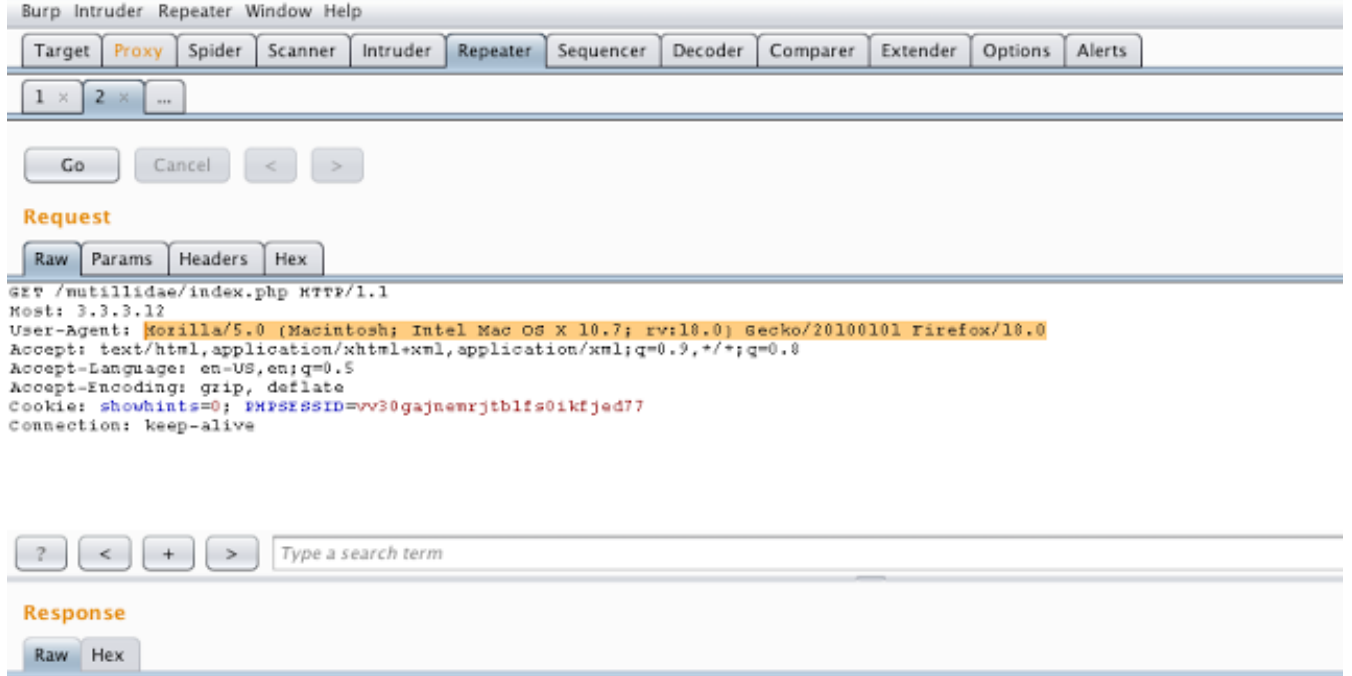 Burp Intruder Repeater Window Help
Target Proxy Spider Scanner Intruder Repeater Sequencer Decoder Comparer Extender Options Alerts
1 × 2 × ...
Go Cancel < >
Request
Raw Params Headers Hex
GET /mutillidae/index.php HTTP/1.1
Host: 3.3.3.12
User-Agent: Mozilla/5.0 (Macintosh; Intel Mac OS X 10.7; rv:18.0) Gecko/20100101 Firefox/18.0
Accept: text/html,application/xhtml+xml,application/xml;q=0.9,*/*;q=0.8
Accept-Language: en-US,en;q=0.5
Accept-Encoding: gzip, deflate
Cookie: showhints=0; PHPSESSID=vv30gajnemrjtblfs0ikfjed77
Connection: keep-alive
? < + > Type a search term
Response
Raw Hex